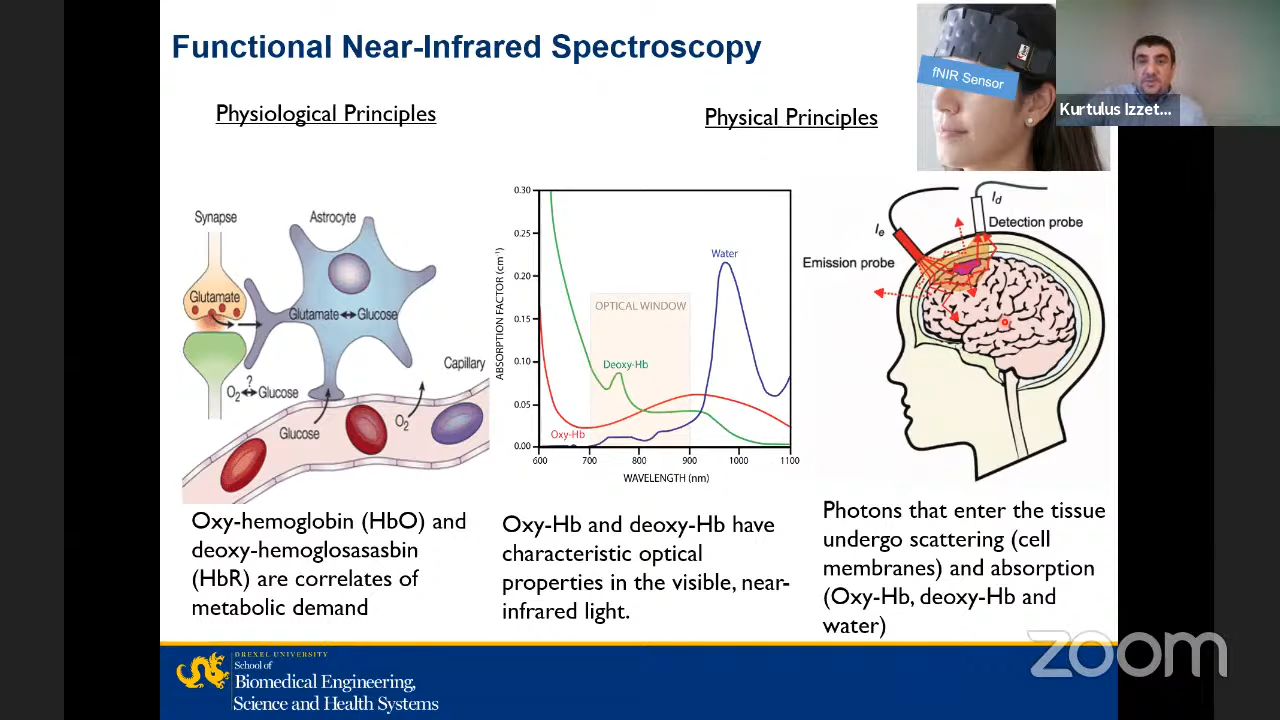 Functional Near-Infrared Spectroscopy
fNIR Sensor
Kurtulus Izzet...
Physiological Principles
Physical Principles
Synapse
Astrocyte
Glutamate
Glutamate
Glucose
?
O2
Glucose
Capillary
Glucose
O2
0.30
0.25
0.20
0.15
0.10
0.05
0.00
ABSORPTION FACTOR (cm-1)
Water
OPTICAL WINDOW
Deoxy-Hb
Oxy-Hb
600 700 800 900 1000 1100
WAVELENGTH (nm)
Id
Detection probe
Ie
Emission probe
Oxy-hemoglobin (HbO) and
deoxy-hemoglosasasbin
(HbR) are correlates of
metabolic demand
Oxy-Hb and deoxy-Hb have
characteristic optical
properties in the visible, near-
infrared light.
Photons that enter the tissue
undergo scattering (cell
membranes) and absorption
(Oxy-Hb, deoxy-Hb and
water)
DREXEL UNIVERSITY
School of
Biomedical Engineering,
Science and Health Systems
zoom